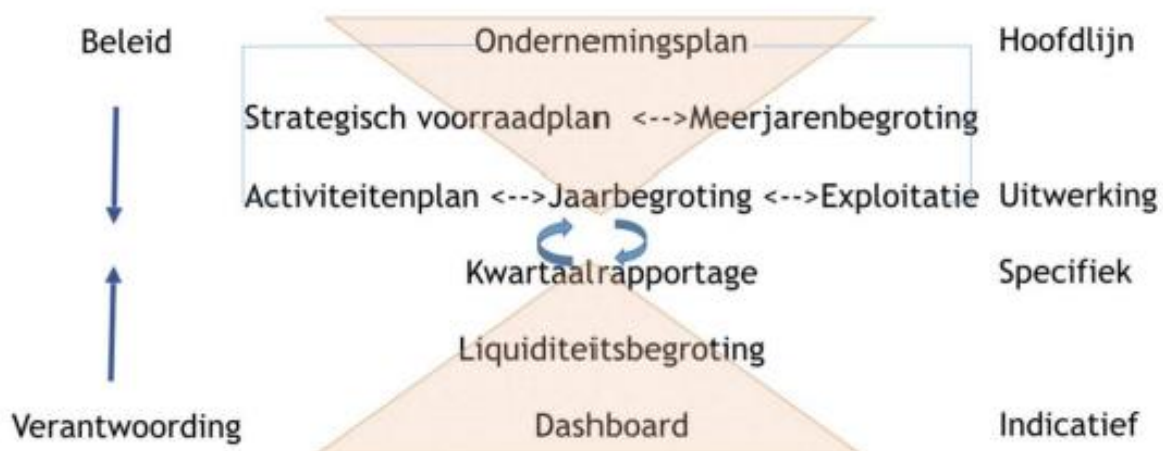 Beleid Ondernemingsplan Hoofdlijn
Strategisch voorraadplan <-->Meerjarenbegroting
Activiteitenplan <-->Jaarbegroting <-->Exploitatie Uitwerking
Kwartaalrapportage Specifiek
Liquiditeitsbegroting
Verantwoording Dashboard Indicatief